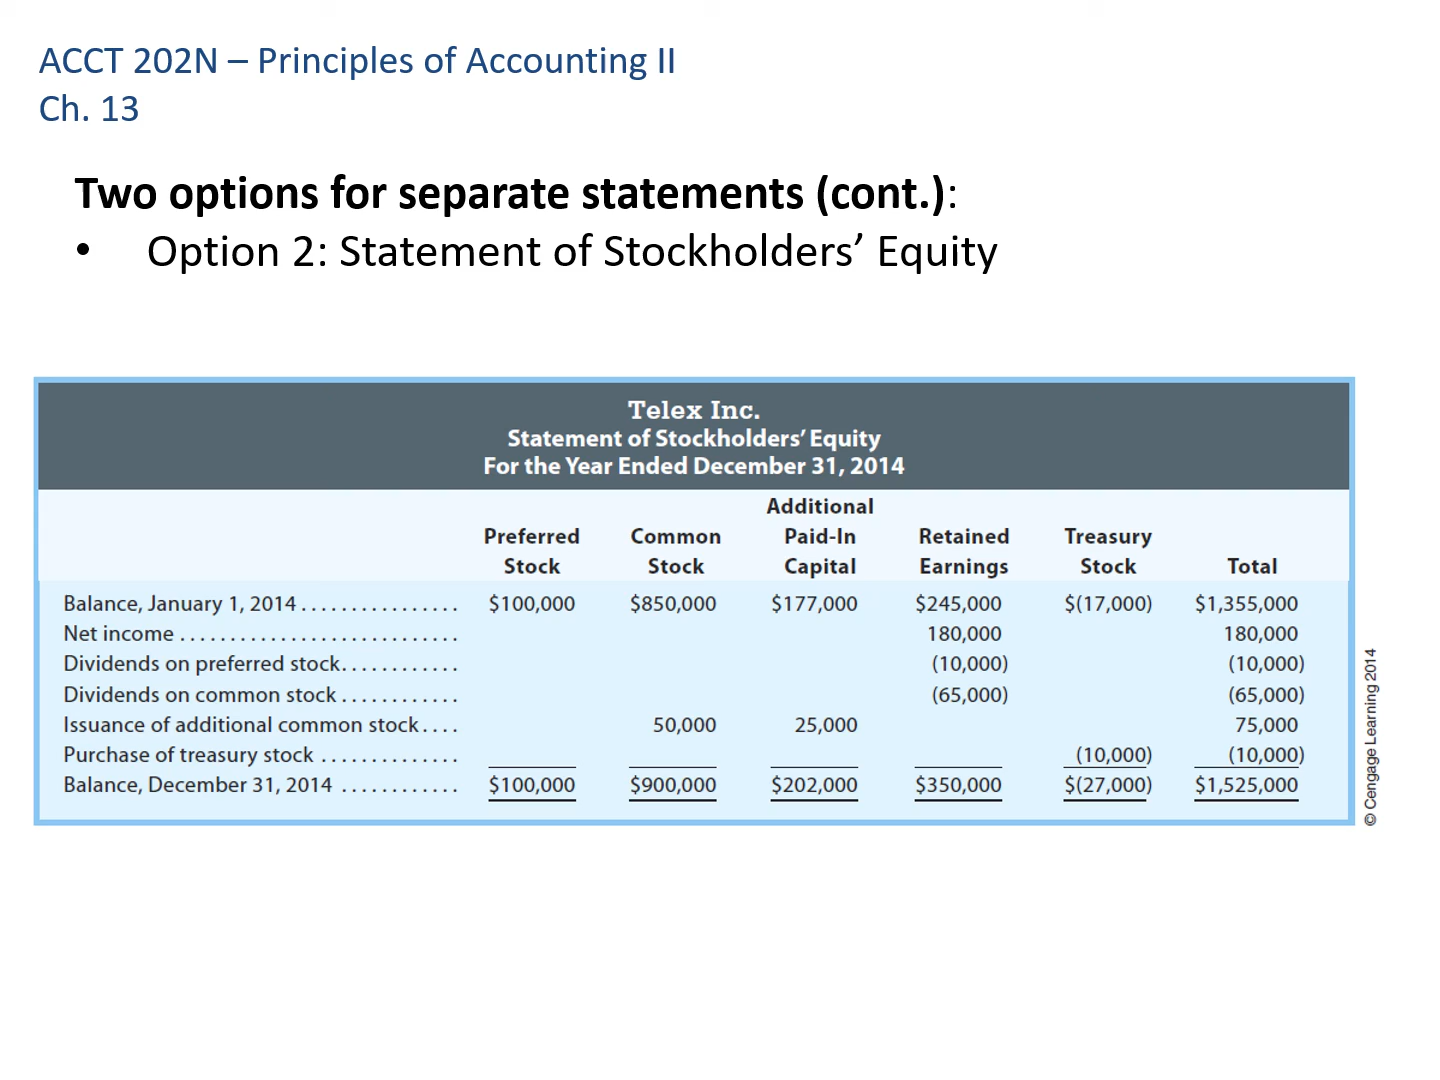 ACCT 202N – Principles of Accounting II
Ch. 13
Two options for separate statements (cont.):
• Option 2: Statement of Stockholders’ Equity
Telex Inc.
Statement of Stockholders’ Equity
For the Year Ended December 31, 2014
Additional
Preferred Common Paid-In Retained Treasury
Stock Stock Capital Earnings Stock Total
Balance, January 1, 2014 . . . . . . . . . . . . . . . . $100,000 $850,000 $177,000 $245,000 $(17,000) $1,355,000
Net income . . . . . . . . . . . . . . . . . . . . . . . . . . . . 180,000 180,000
Dividends on preferred stock. . . . . . . . . . . . (10,000) (10,000)
Dividends on common stock . . . . . . . . . . . . (65,000) (65,000)
Issuance of additional common stock . . . . 50,000 25,000 75,000
Purchase of treasury stock . . . . . . . . . . . . . . (10,000) (10,000)
Balance, December 31, 2014 . . . . . . . . . . . . $100,000 $900,000 $202,000 $350,000 $(27,000) $1,525,000
© Cengage Learning 2014